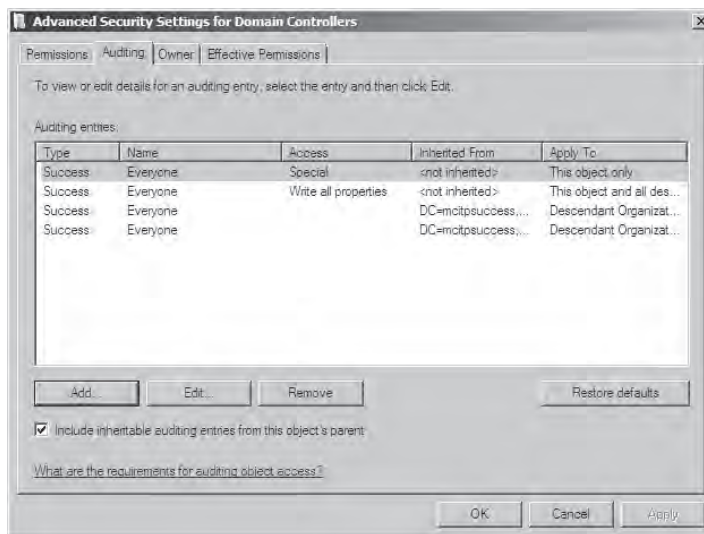 Advanced Security Settings for Domain Controllers
Permissions Auditing Owner Effective Permissions
To view or edit details for an auditing entry, select the entry and then click Edit.
Auditing entries:
Type Name Access Inherited From Apply To
Success Everyone Special <not inherited> This object only
Success Everyone Write all properties <not inherited> This object and all des...
Success Everyone DC=mcitpsuccess,... Descendant Organizat...
Success Everyone DC=mcitpsuccess,... Descendant Organizat...
Add... Edit... Remove Restore defaults
Include inheritable auditing entries from this object's parent
What are the requirements for auditing object access?
OK Cancel Apply